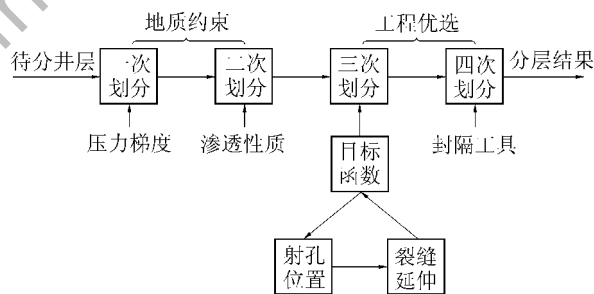 地质约束
工程优选
待分井层
一次
划分
二次
划分
三次
划分
四次
划分
分层结果
压力梯度
渗透性质
目标
函数
封隔工具
射孔
位置
裂缝
延伸